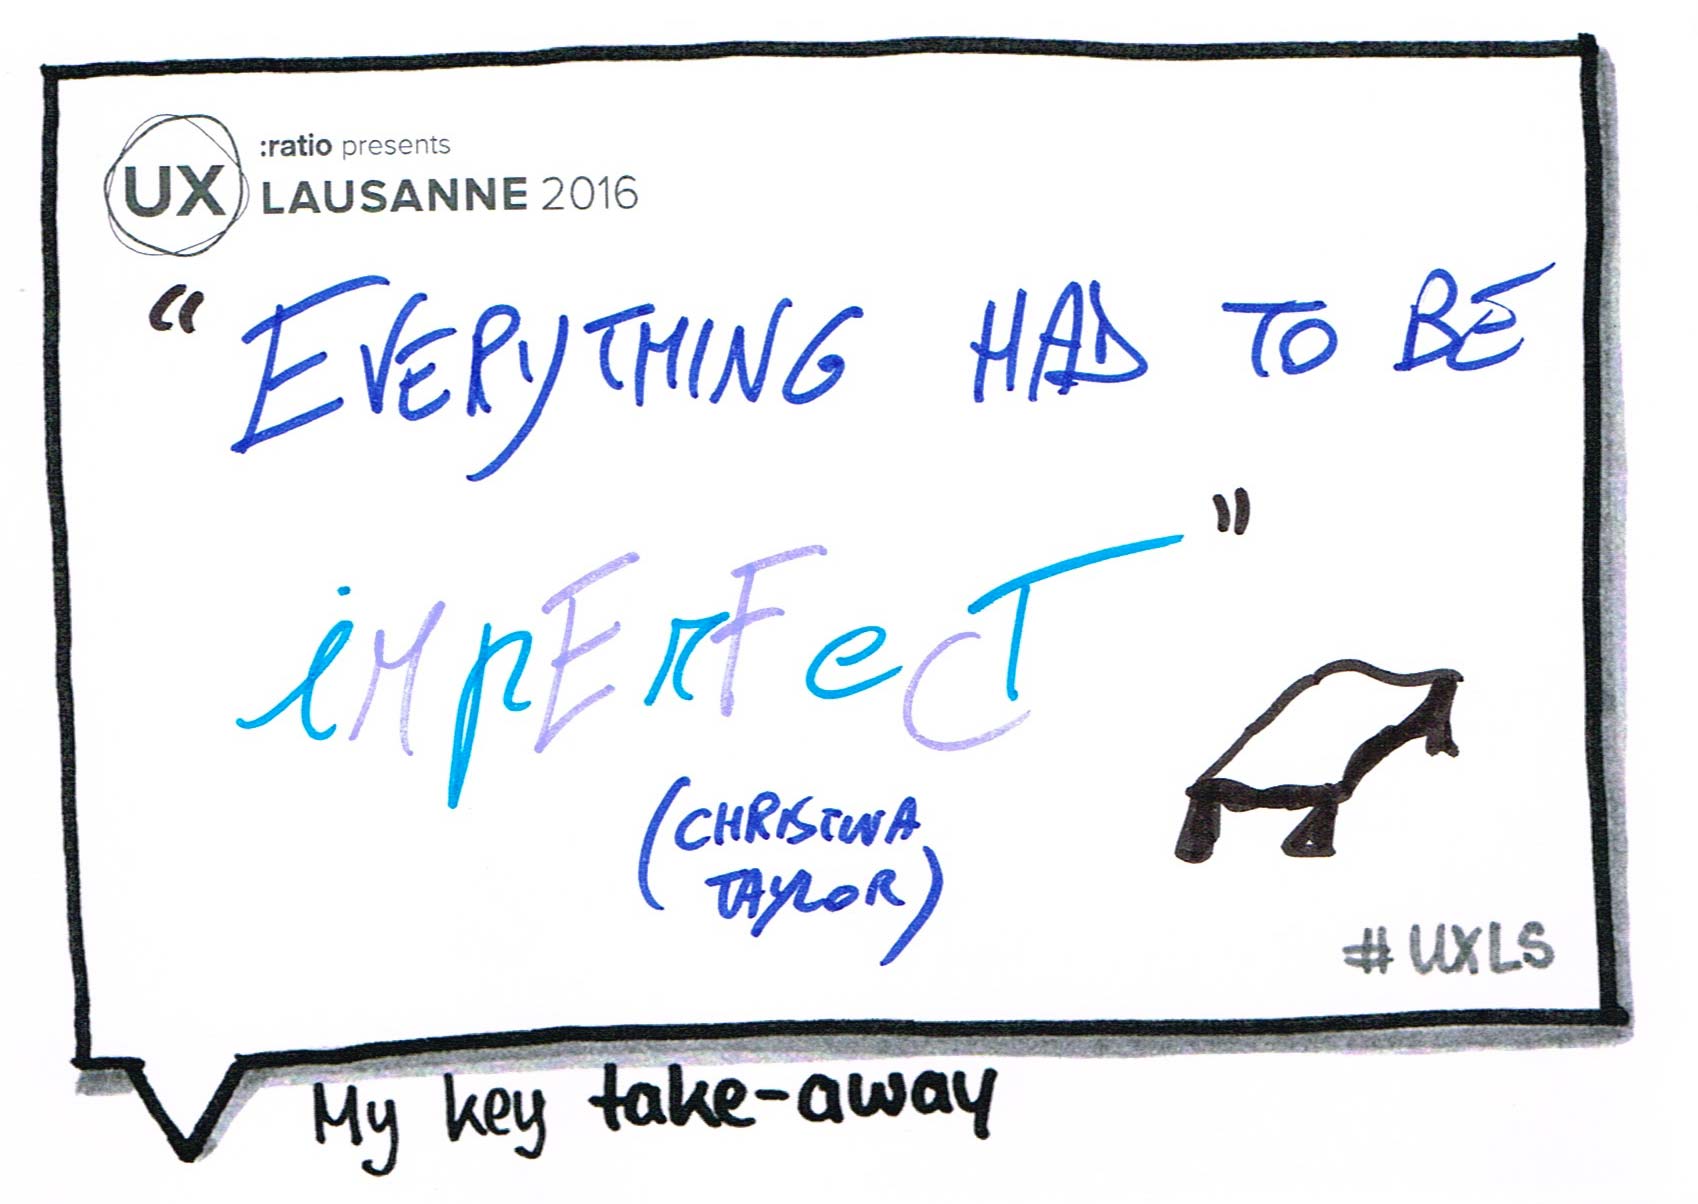 :ratio presents
UX LAUSANNE 2016
“ EVERYTHING HAD TO BE
iMpErFecT ”
(CHRISTINA
TAYLOR)
#UXLS
My key take-away